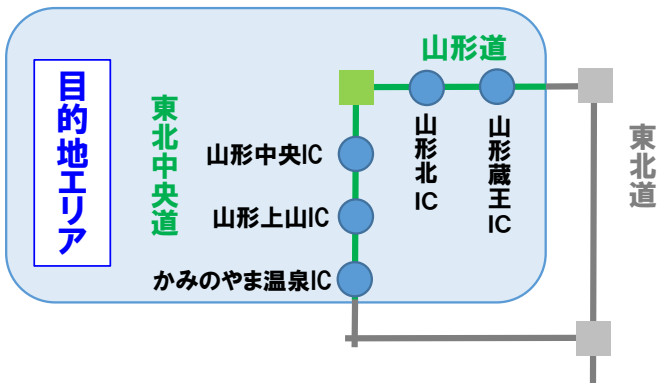 目的地エリア
東北中央道
山形道
山形中央IC
山形上山IC
かみのやま温泉IC
山形北IC
山形蔵王IC
東北道